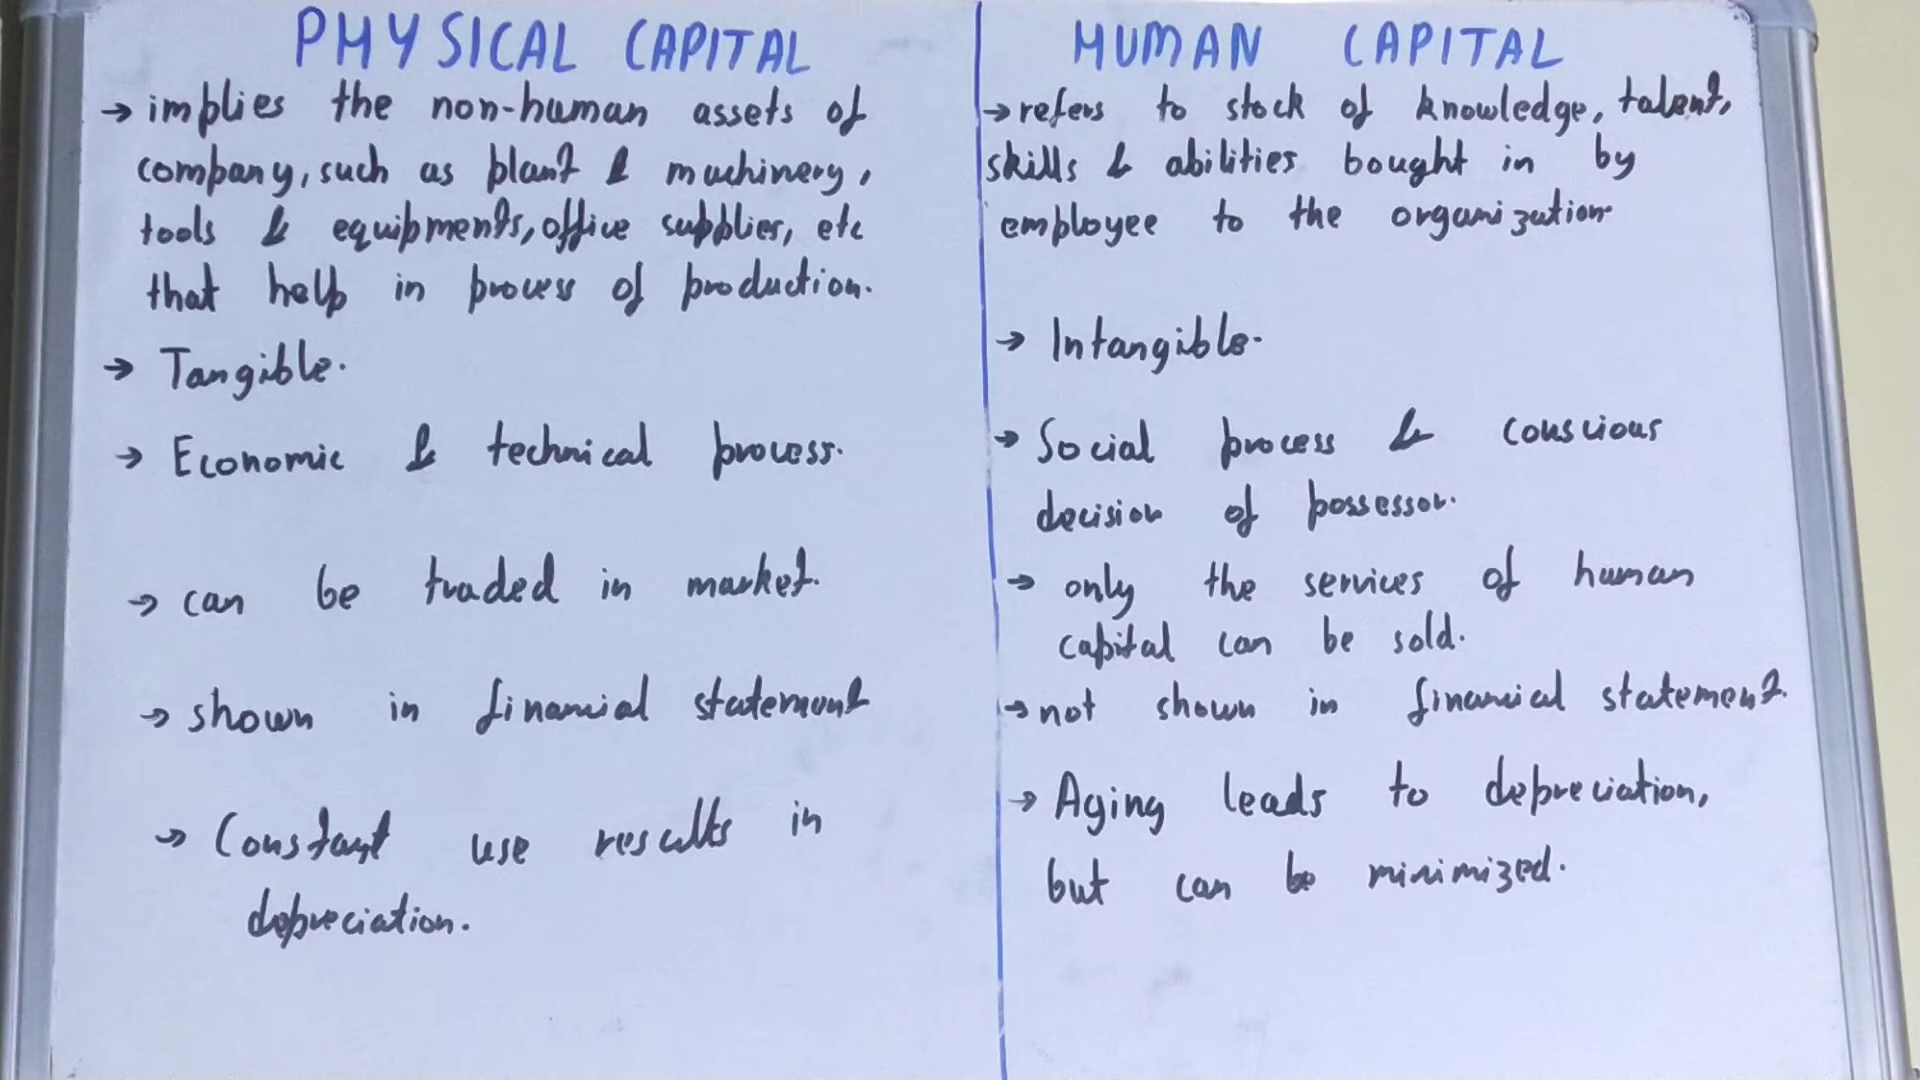 PHYSICAL CAPITAL
→ implies the non-human assets of
company, such as plant & machinery,
tools & equipments, office supplies, etc
that help in process of production.
→ Tangible.
→ Economic & technical process.
→ can be traded in market.
→ shown in financial statement
→ Constant use results in
depreciation.
HUMAN CAPITAL
→ refers to stock of knowledge, talent,
skills & abilities bought in by
employee to the organization
→ Intangible.
→ Social process & conscious
decision of possessor.
→ only the services of human
capital can be sold.
→ not shown in financial statement.
→ Aging leads to depreciation,
but can be minimized.